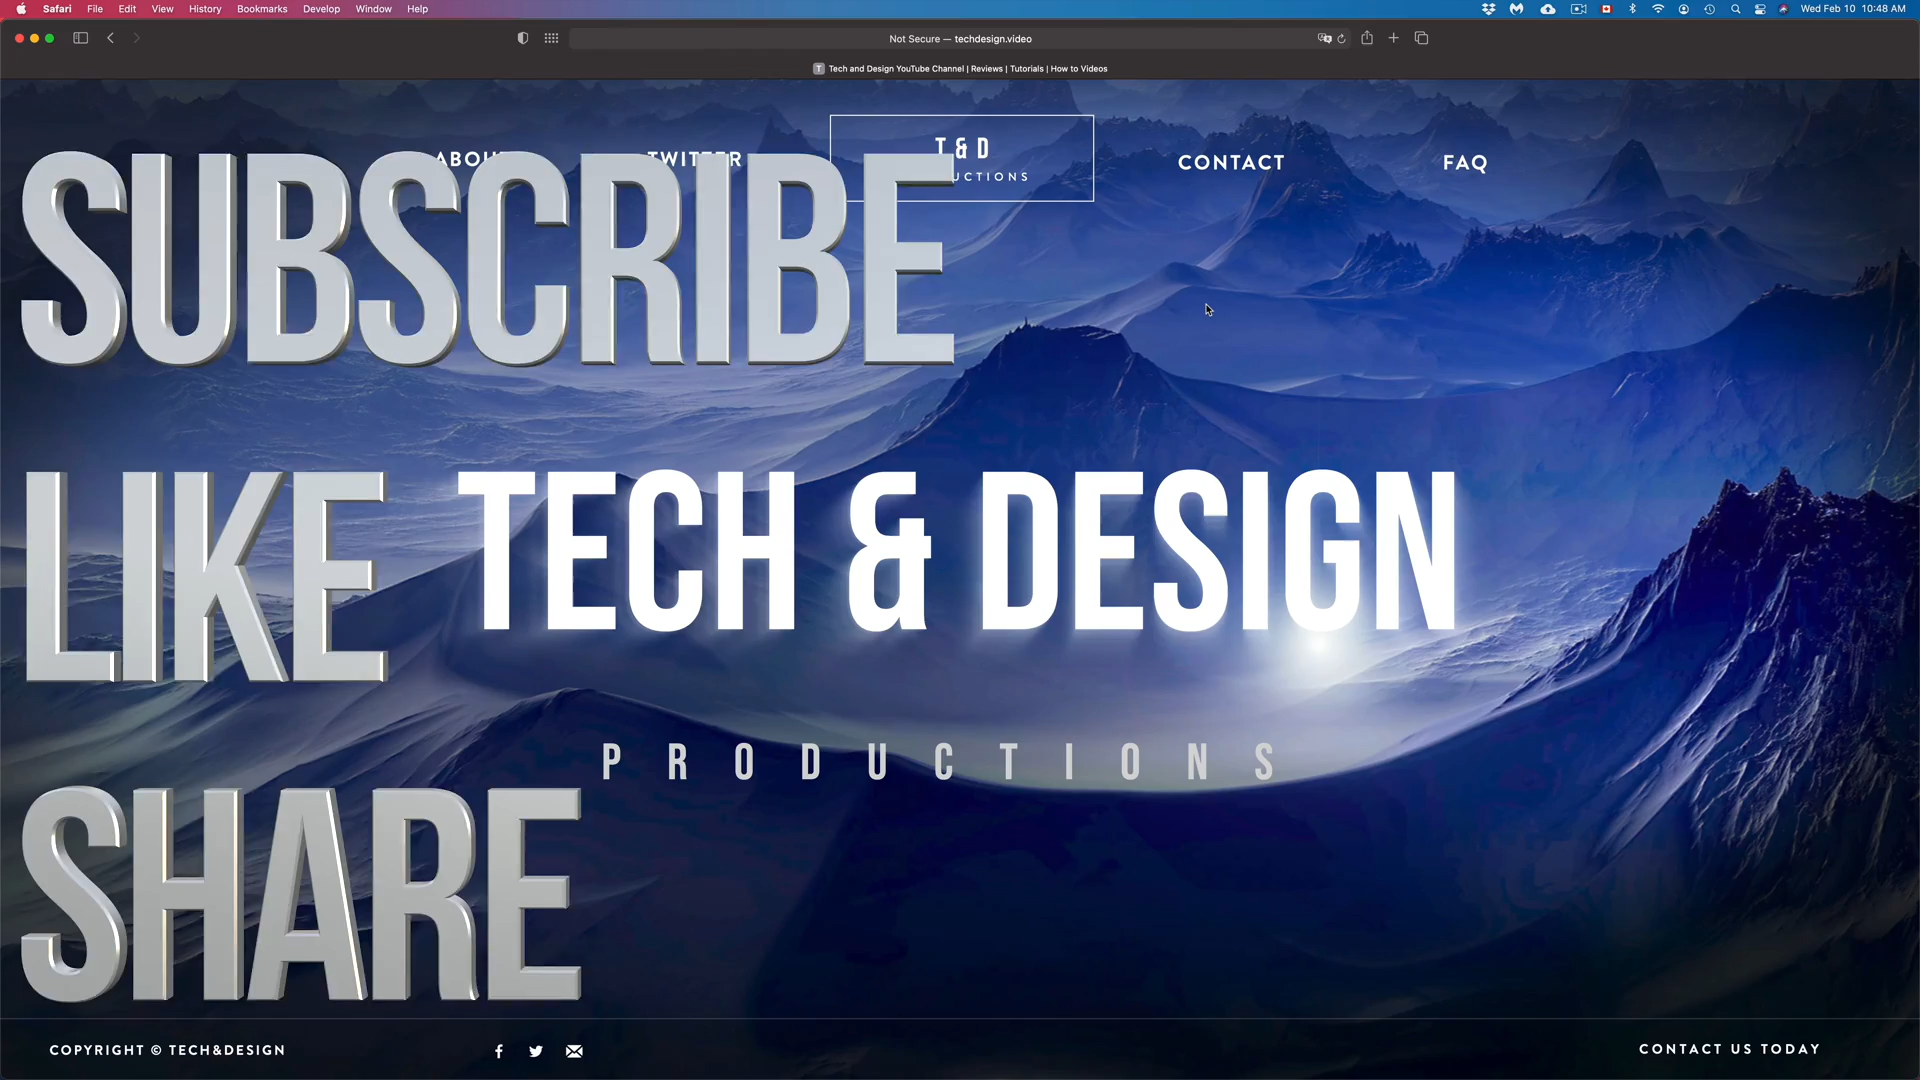 Safari File Edit View History Bookmarks Develop Window Help Wed Feb 10 10:48 AM
Not Secure — techdesign.video
T Tech and Design YouTube Channel | Reviews | Tutorials | How to Videos
T & D
CONTACT FAQ
SUBSCRIBE
LIKE
TECH & DESIGN
PRODUCTIONS
SHARE
COPYRIGHT © TECH&DESIGN
CONTACT US TODAY